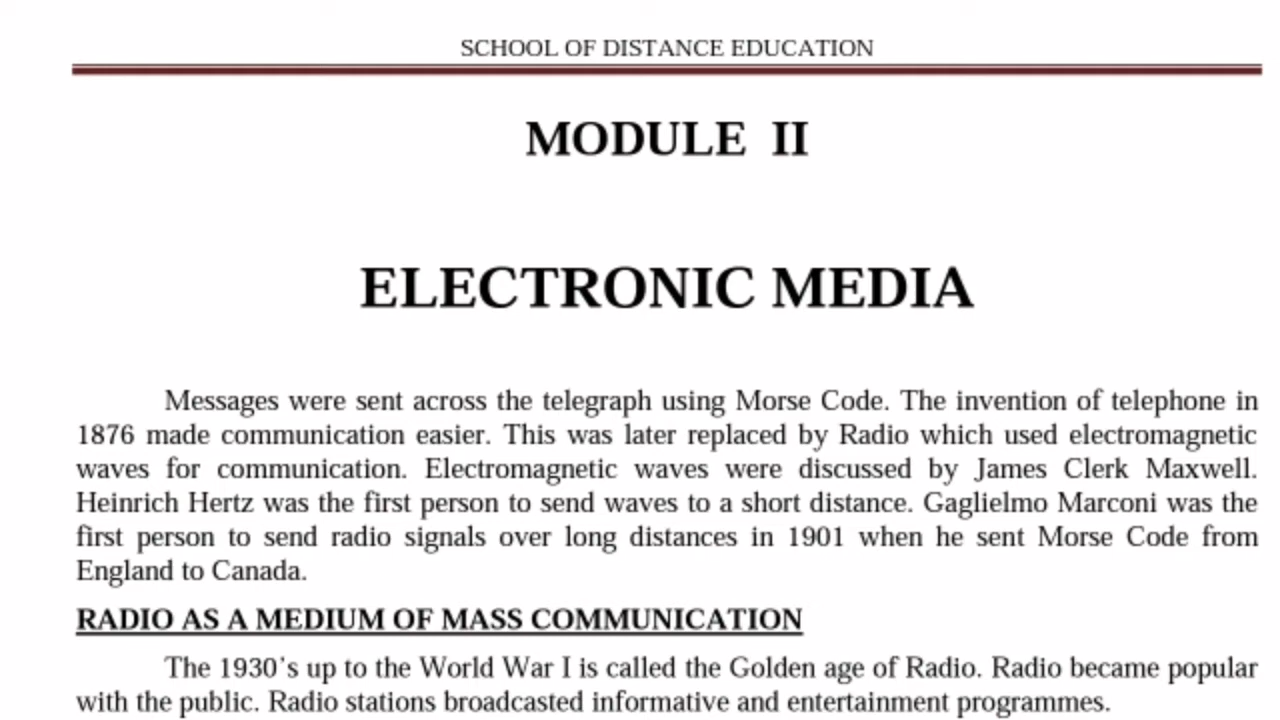 SCHOOL OF DISTANCE EDUCATION
MODULE II
ELECTRONIC MEDIA
Messages were sent across the telegraph using Morse Code. The invention of telephone in
1876 made communication easier. This was later replaced by Radio which used electromagnetic
waves for communication. Electromagnetic waves were discussed by James Clerk Maxwell.
Heinrich Hertz was the first person to send waves to a short distance. Gaglielmo Marconi was the
first person to send radio signals over long distances in 1901 when he sent Morse Code from
England to Canada.
RADIO AS A MEDIUM OF MASS COMMUNICATION
The 1930’s up to the World War I is called the Golden age of Radio. Radio became popular
with the public. Radio stations broadcasted informative and entertainment programmes.